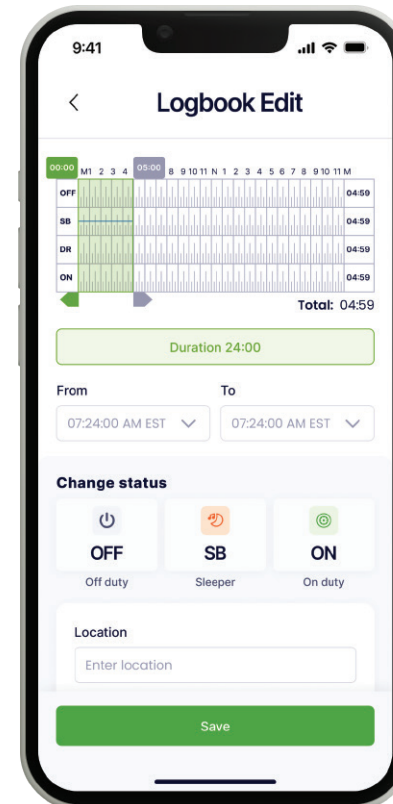 9:41
Logbook Edit
00:00 M1 2 3 4 05:00 8 9 10 11 N 1 2 3 4 5 6 7 8 9 10 11 M
OFF 04:59
SB 04:59
DR 04:59
ON 04:59
Total: 04:59
Duration 24:00
From To
07:24:00 AM EST 07:24:00 AM EST
Change status
OFF SB ON
Off duty Sleeper On duty
Location
Enter location
Save